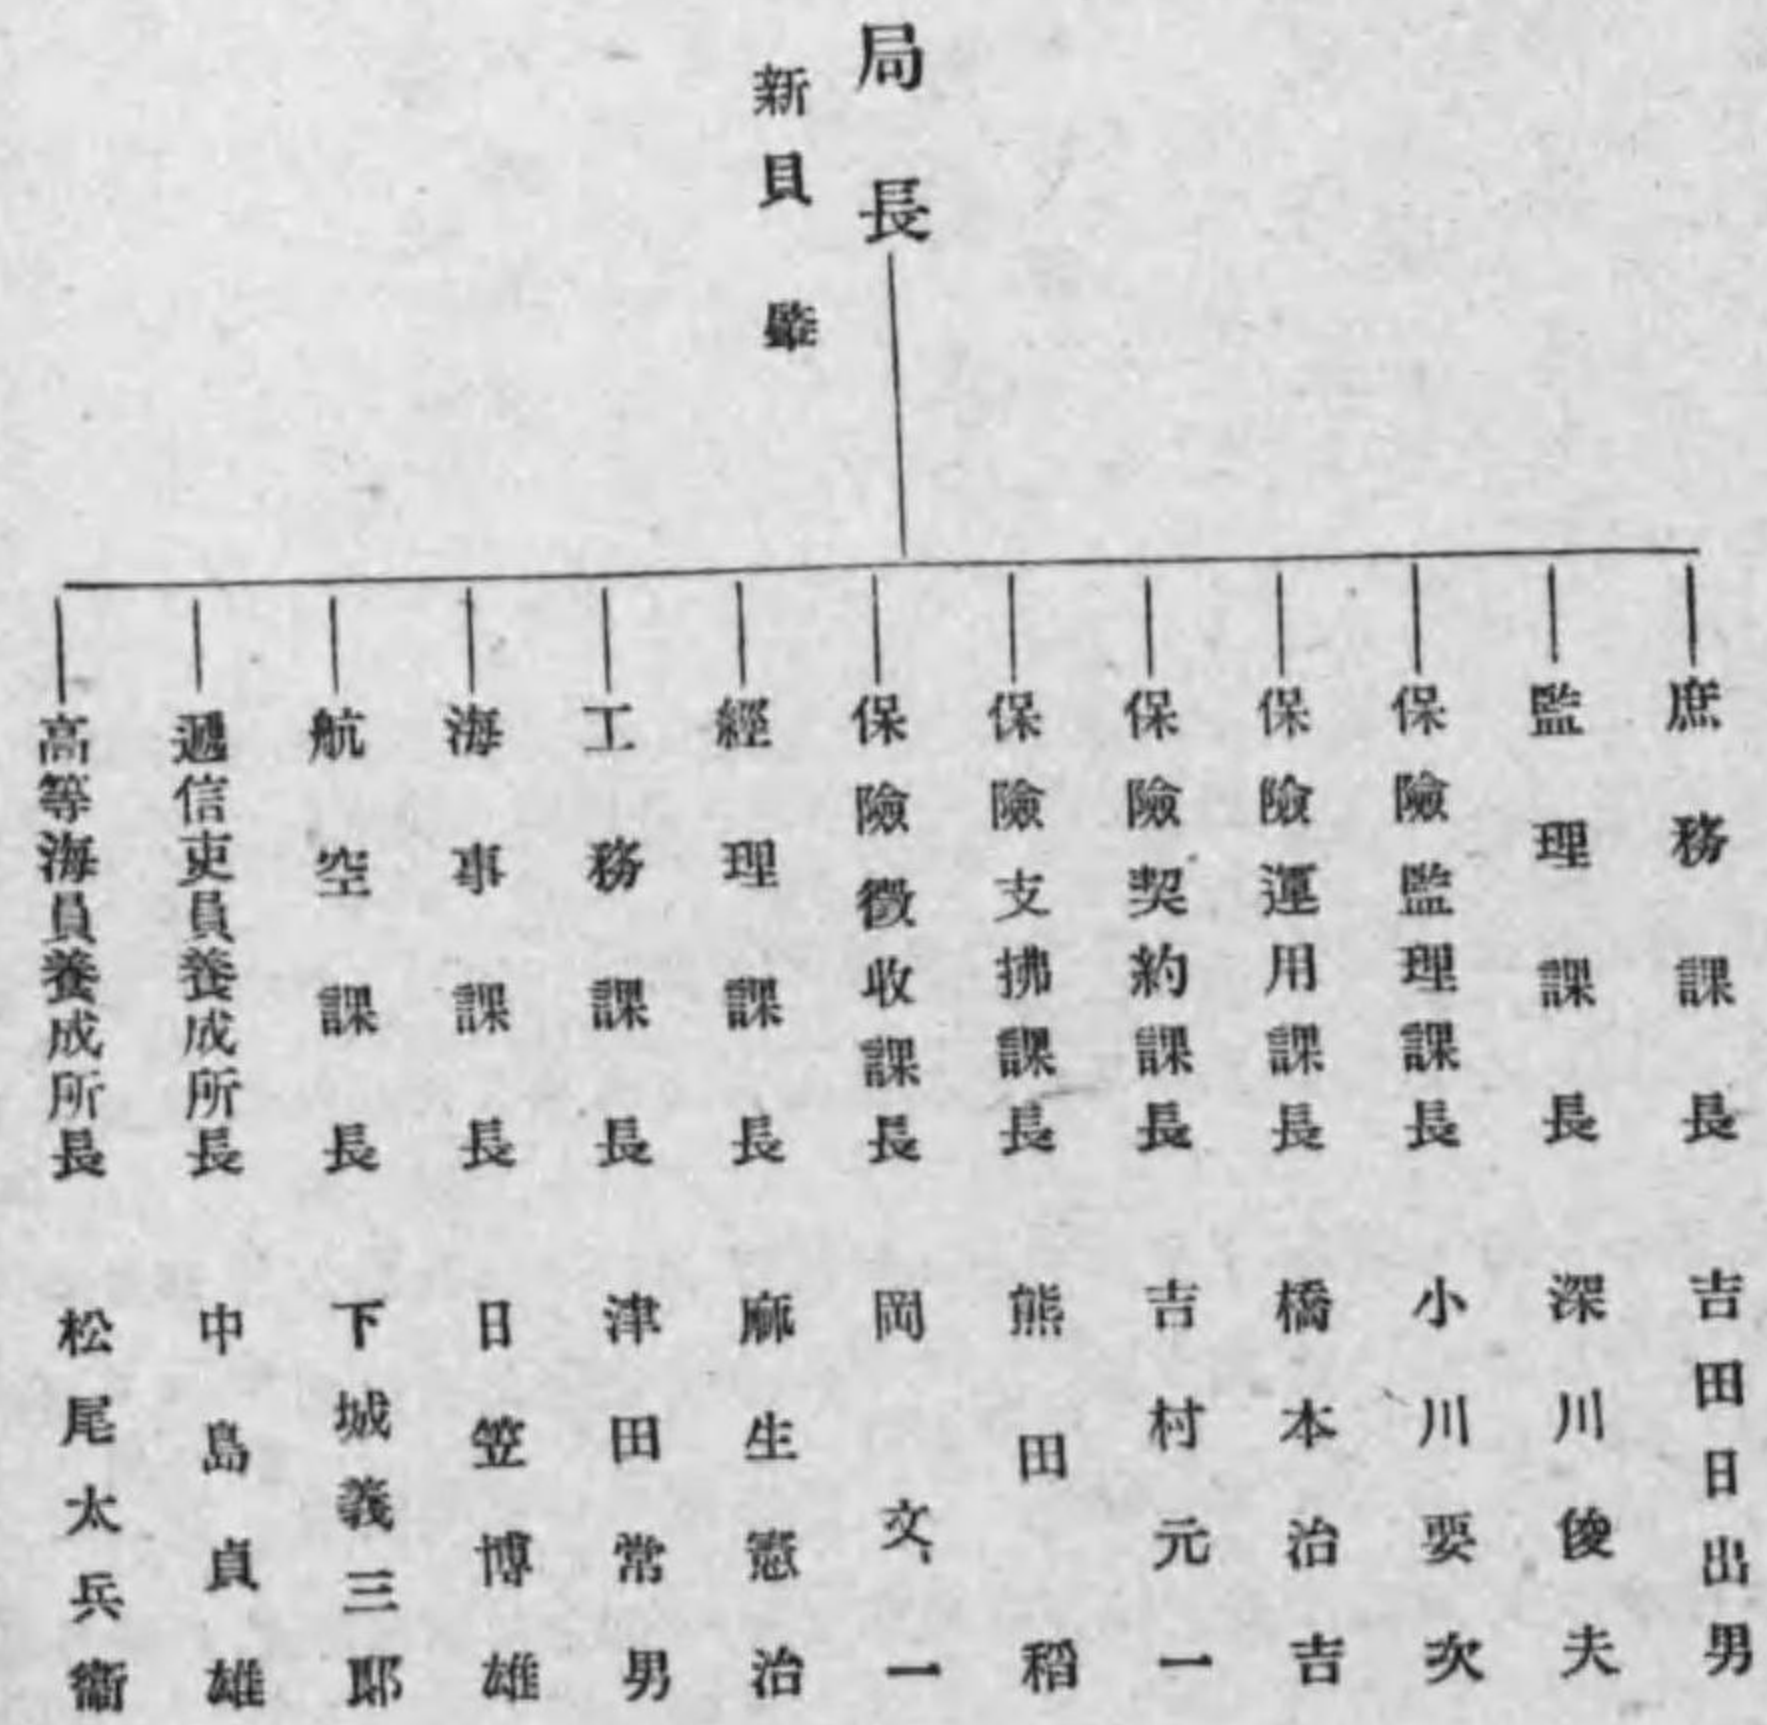 局長
新貝肇
庶務課長 吉田日出男
監理課長 深川俊夫
保險監理課長 小川要次
保險運用課長 橋本治吉
保險契約課長 吉村元一
保險支拂課長 熊田稻
保險徵收課長 岡文一
經理課長 麻生憲治
工務課長 津田常男
海事課長 日笠博雄
航空課長 下城義三郎
遞信吏員養成所長 中島貞雄
高等海員養成所長 松尾太兵衞